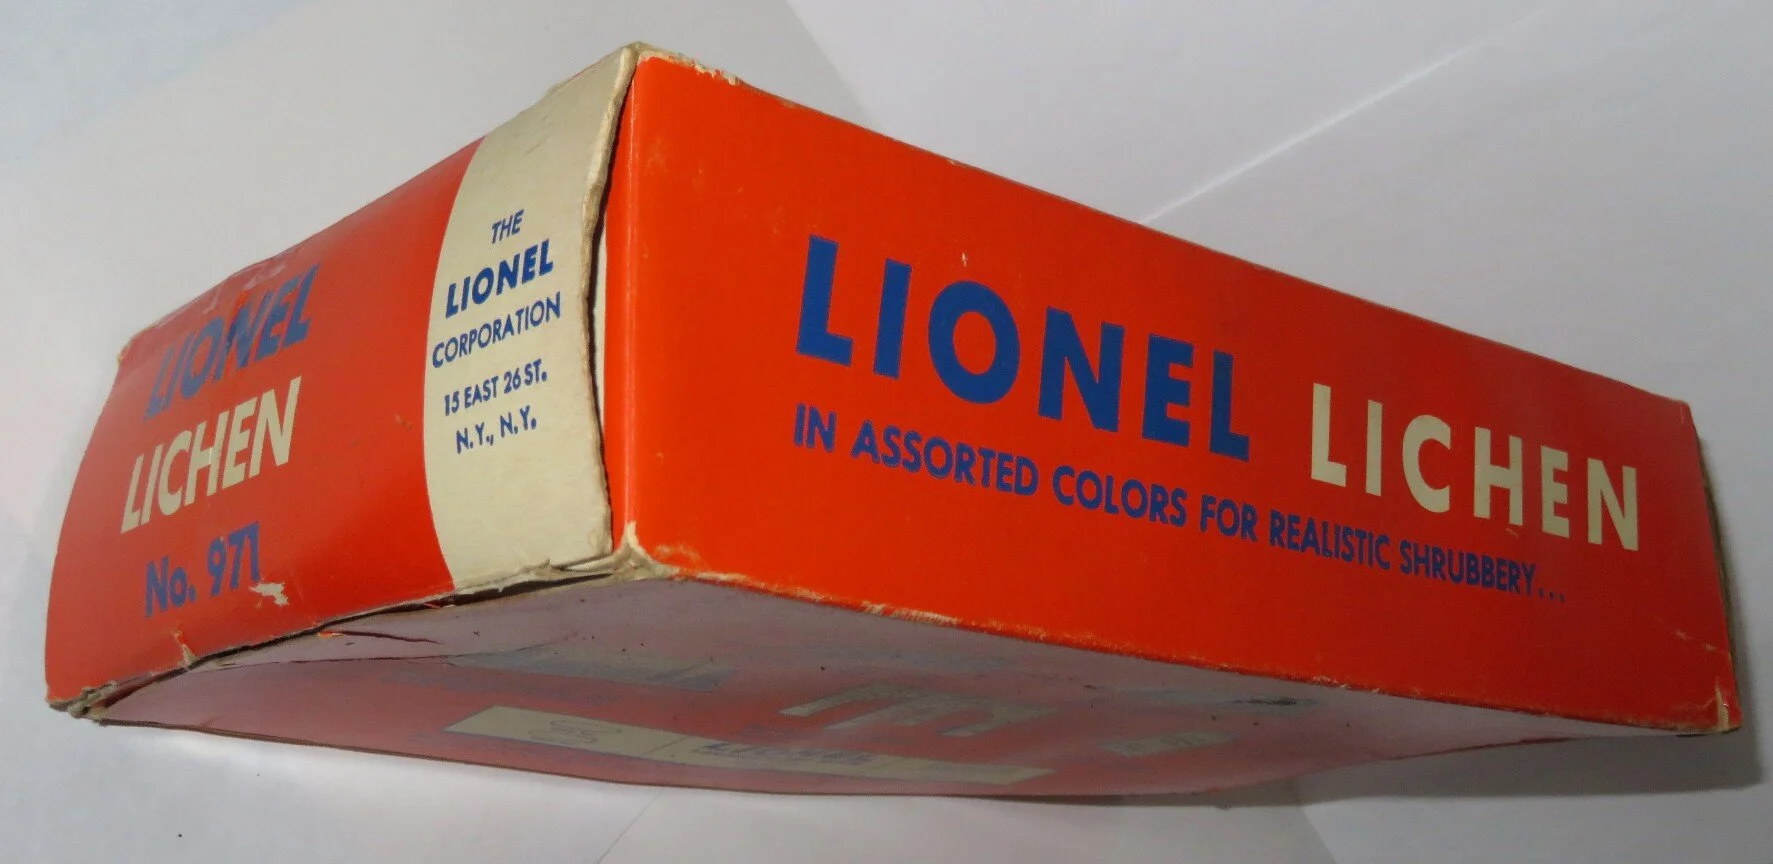 LIONEL
LICHEN
No. 971
THE
LIONEL
CORPORATION
15 EAST 26 ST.
N.Y., N.Y.
LIONEL LICHEN
IN ASSORTED COLORS FOR REALISTIC SHRUBBERY...